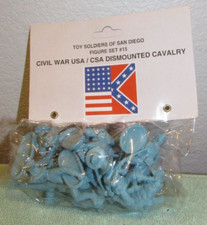 TOY SOLDIERS OF SAN DIEGO
FIGURE SET #15
CIVIL WAR USA / CSA DISMOUNTED CAVALRY